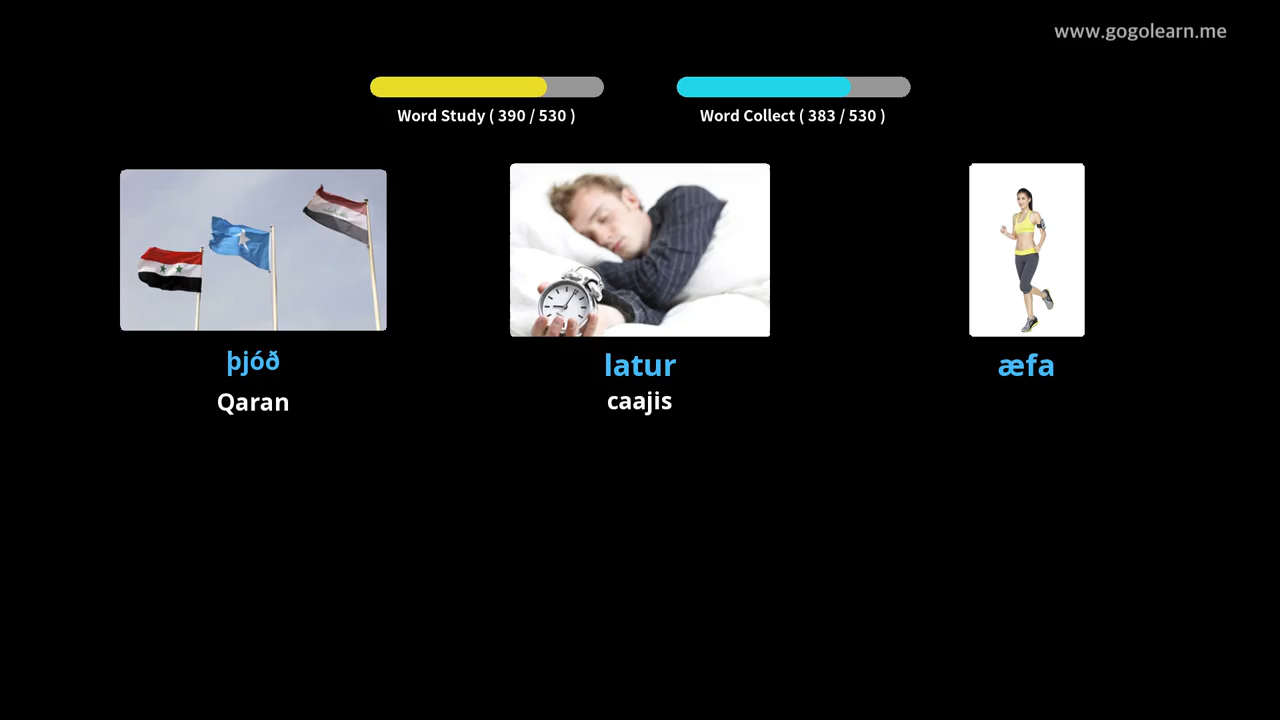 www.gogolearn.me
Word Study ( 390 / 530 )
Word Collect ( 383 / 530 )
þjóð
Qaran
latur
caajis
æfa